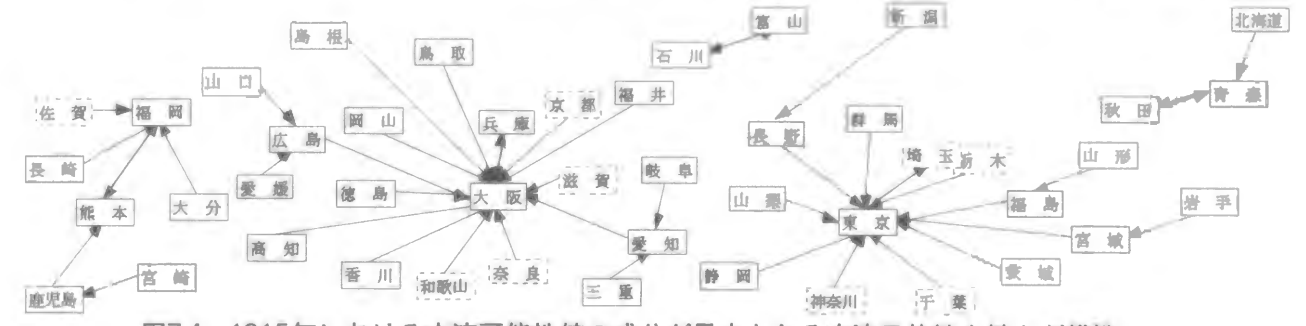 富山
新潟
北海道
島根
鳥取
石川
青森
山口
京都
福井
秋田
佐賀
福岡
岡山
兵庫
長野
群馬
広島
埼玉
栃木
山形
長崎
岐阜
愛媛
徳島
大阪
滋賀
山梨
福島
岩手
熊本
大分
東京
高知
愛知
宮城
香川
和歌山
奈良
静岡
茨城
宮崎
三重
鹿児島
神奈川
千葉